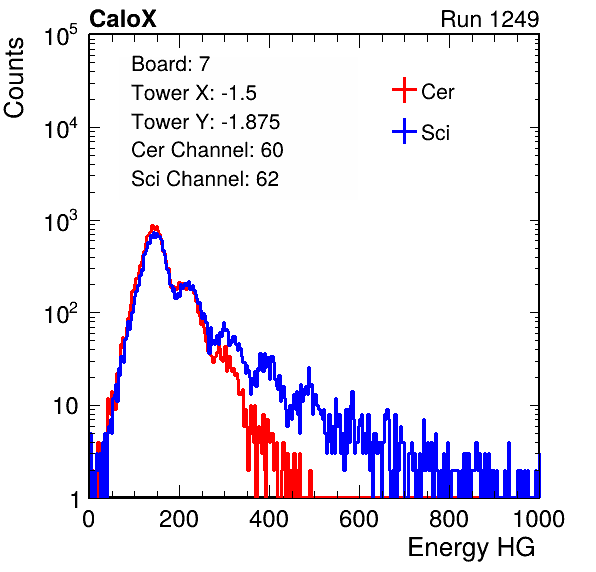 CaloX Run 1249
Counts
10^5
10^4
10^3
10^2
10
1
Board: 7
Tower X: -1.5
Tower Y: -1.875
Cer Channel: 60
Sci Channel: 62
Cer
Sci
0 200 400 600 800 1000
Energy HG